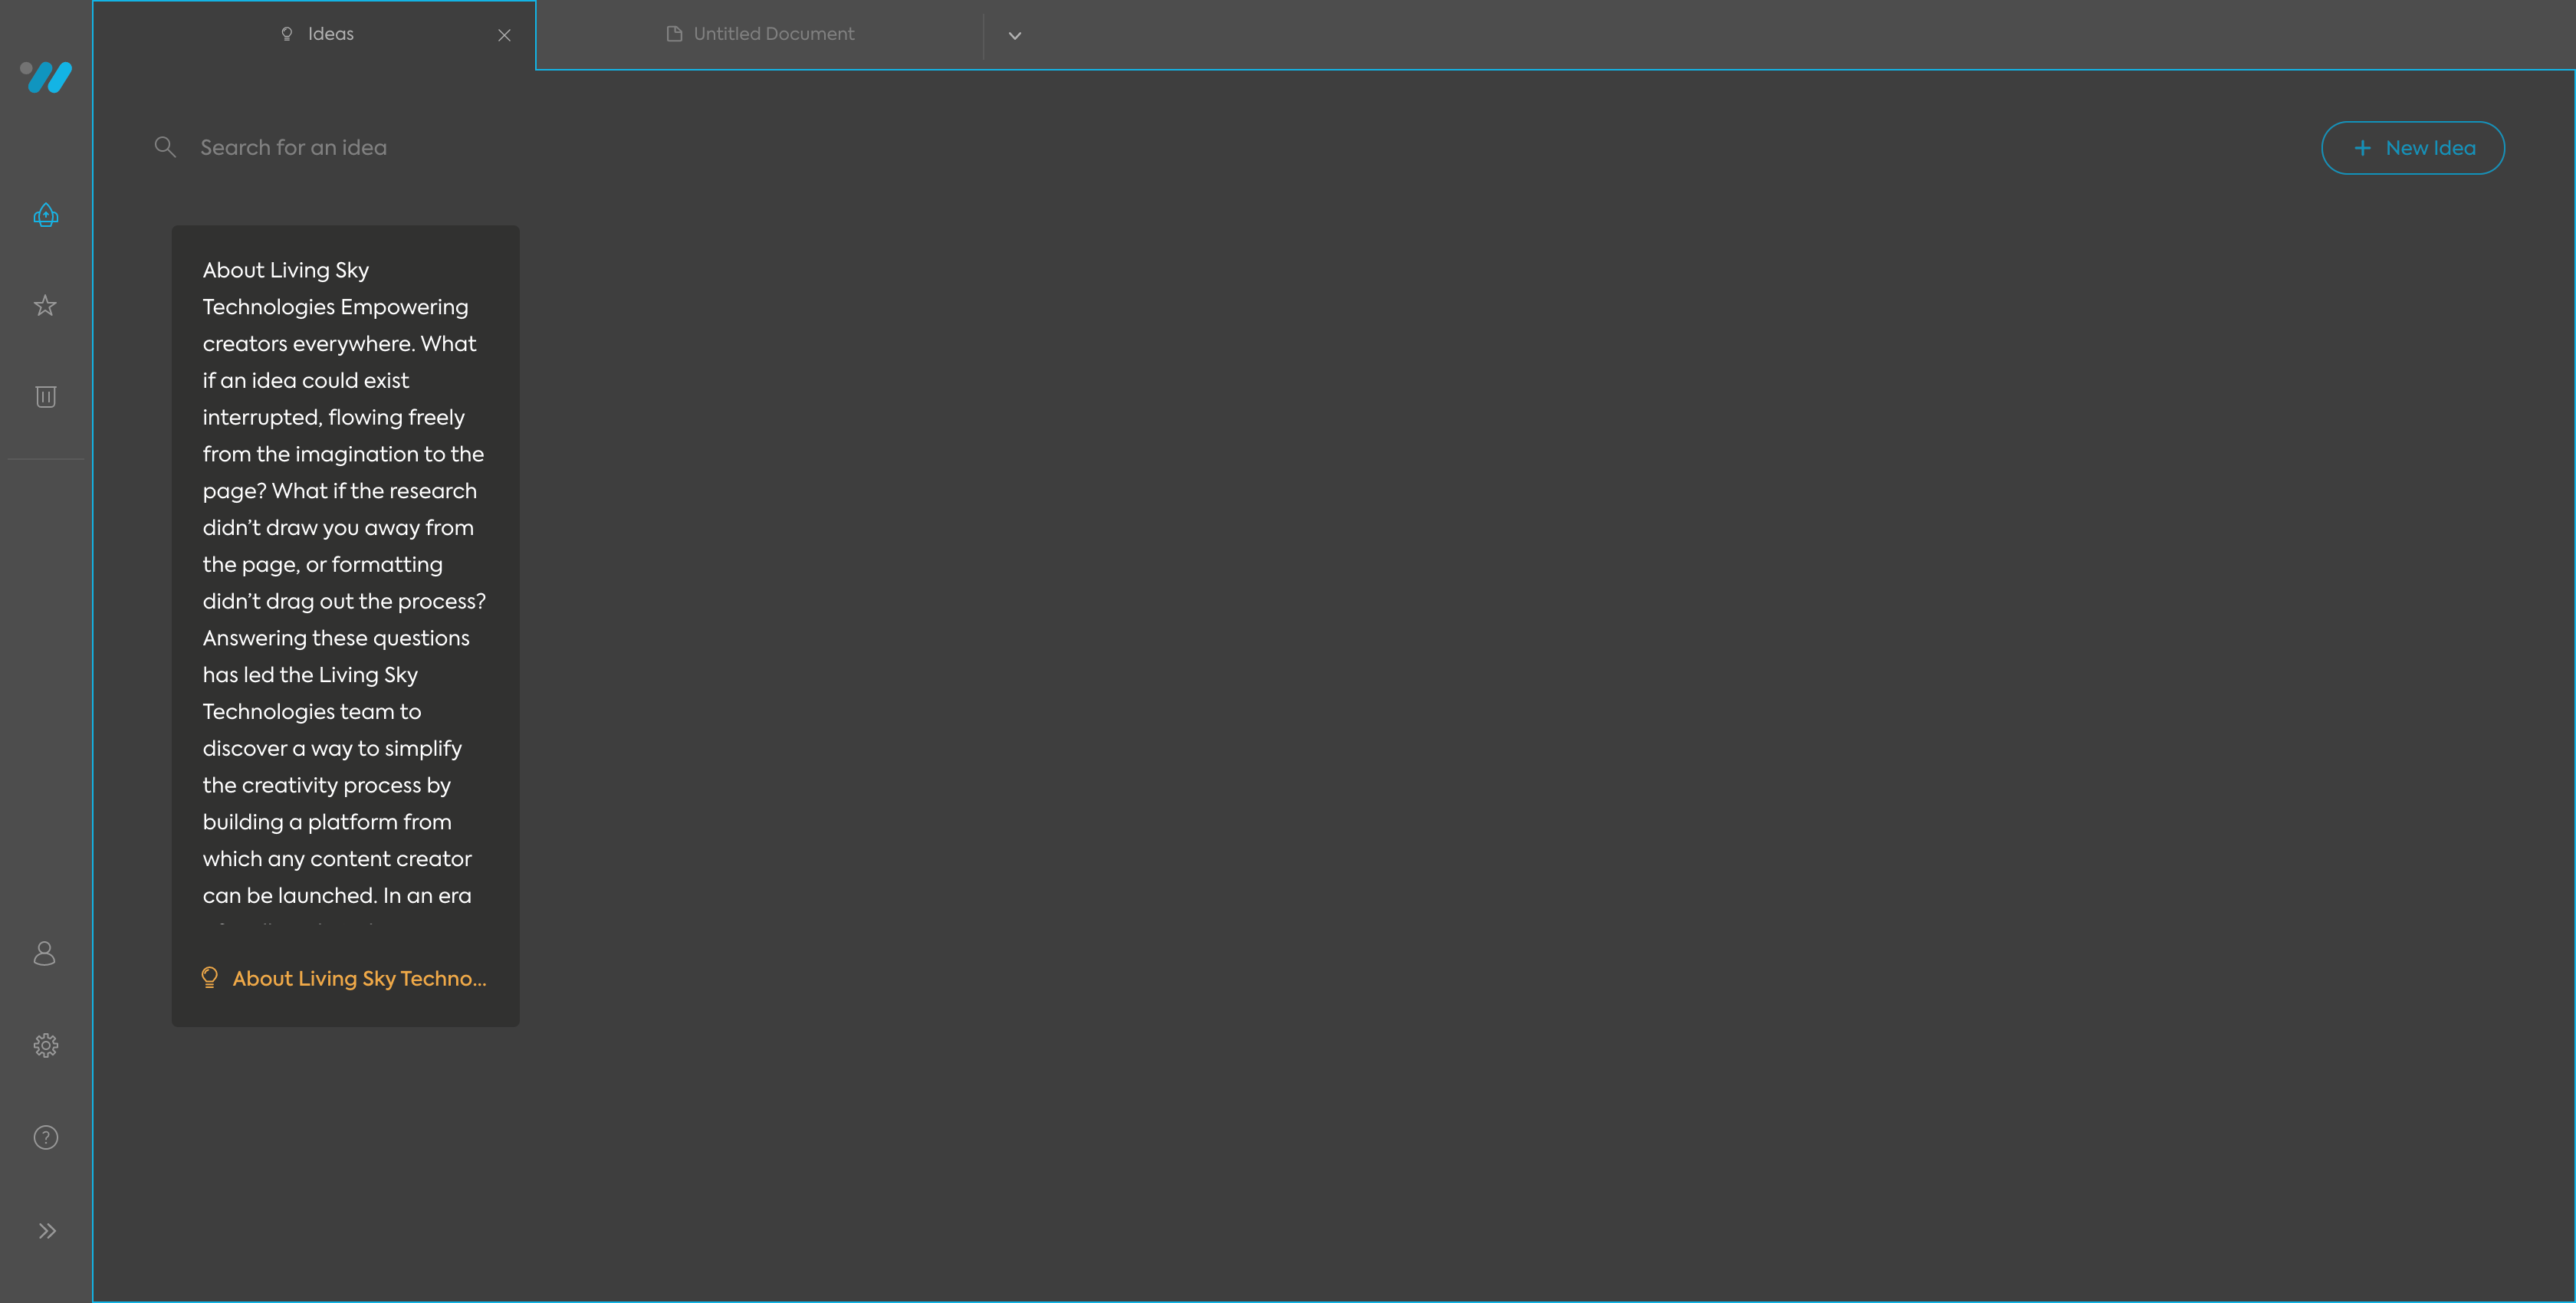 Ideas
Untitled Document
Search for an idea
New Idea
About Living Sky
Technologies Empowering
creators everywhere. What
if an idea could exist
interrupted, flowing freely
from the imagination to the
page? What if the research
didn’t draw you away from
the page, or formatting
didn’t drag out the process?
Answering these questions
has led the Living Sky
Technologies team to
discover a way to simplify
the creativity process by
building a platform from
which any content creator
can be launched. In an era
About Living Sky Techno...